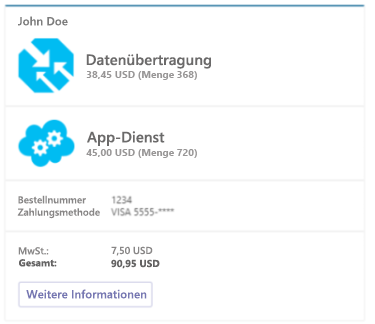 John Doe
Datenübertragung
38,45 USD (Menge 368)
App-Dienst
45,00 USD (Menge 720)
Bestellnummer 1234
Zahlungsmethode VISA 5555-****
MwSt.: 7,50 USD
Gesamt: 90,95 USD
Weitere Informationen